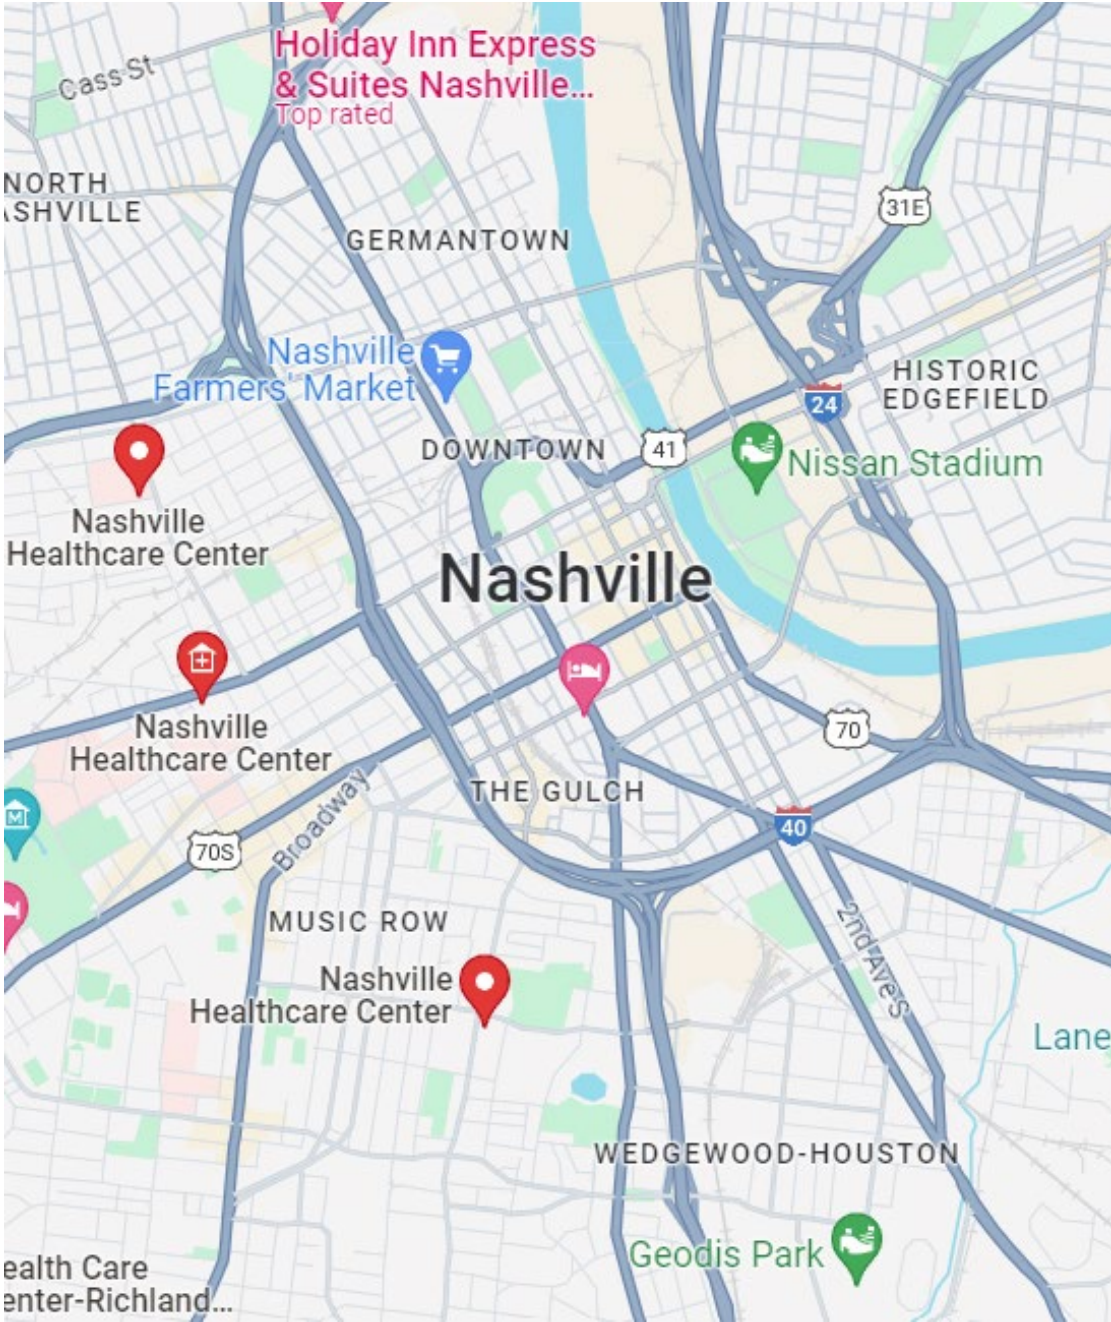 Holiday Inn Express
& Suites Nashville...
Top rated
Cass St
NORTH
ASHVILLE
31E
GERMANTOWN
Nashville
Farmers' Market
HISTORIC
EDGEFIELD
24
DOWNTOWN
41
Nissan Stadium
Nashville
Healthcare Center
Nashville
Nashville
Healthcare Center
70
THE GULCH
Broadway
40
70S
M
MUSIC ROW
2nd Ave S
Nashville
Healthcare Center
Lane
WEDGEWOOD-HOUSTON
Geodis Park
ealth Care
enter-Richland...